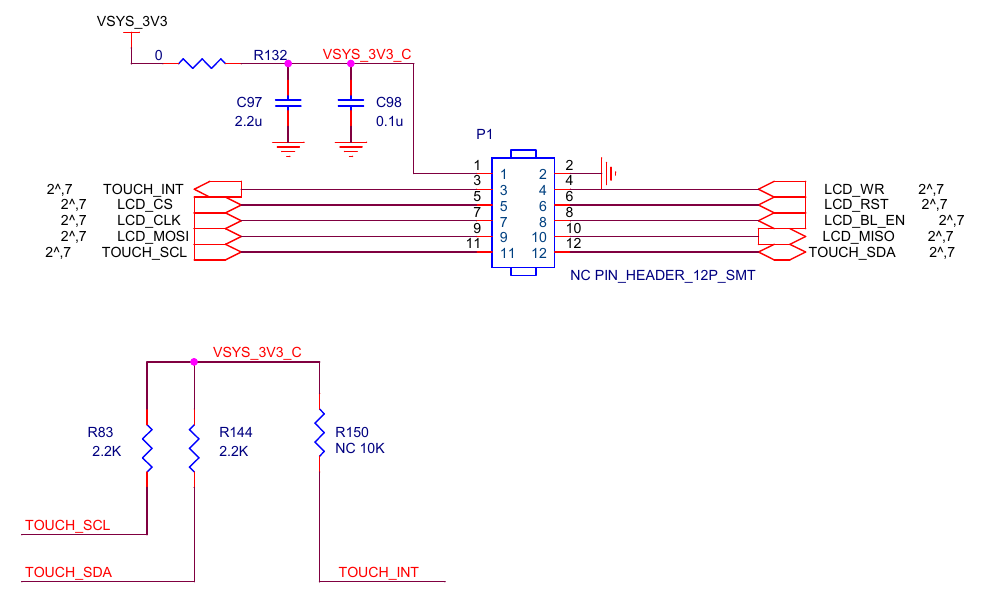 VSYS_3V3
0 R132 VSYS_3V3_C
C97 C98
2.2u 0.1u
P1
1 1 2 2
2^,7 TOUCH_INT 3 3 4 4 LCD_WR 2^,7
2^,7 LCD_CS 5 5 6 6 LCD_RST 2^,7
2^,7 LCD_CLK 7 7 8 8 LCD_BL_EN 2^,7
2^,7 LCD_MOSI 9 9 10 10 LCD_MISO 2^,7
2^,7 TOUCH_SCL 11 11 12 12 TOUCH_SDA 2^,7
NC PIN_HEADER_12P_SMT
VSYS_3V3_C
R83 R144 R150
2.2K 2.2K NC 10K
TOUCH_SCL
TOUCH_SDA TOUCH_INT